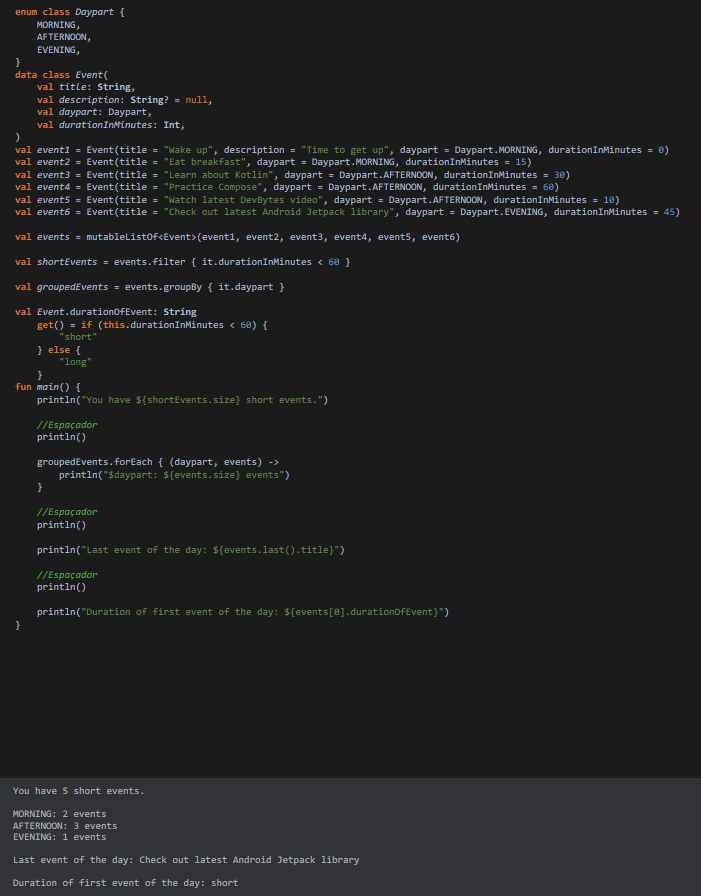 enum class Daypart {
    MORNING,
    AFTERNOON,
    EVENING,
}
data class Event(
    val title: String,
    val description: String? = null,
    val daypart: Daypart,
    val durationInMinutes: Int,
)
val event1 = Event(title = "Wake up", description = "Time to get up", daypart = Daypart.MORNING, durationInMinutes = 0)
val event2 = Event(title = "Eat breakfast", daypart = Daypart.MORNING, durationInMinutes = 15)
val event3 = Event(title = "Learn about Kotlin", daypart = Daypart.AFTERNOON, durationInMinutes = 30)
val event4 = Event(title = "Practice Compose", daypart = Daypart.AFTERNOON, durationInMinutes = 60)
val event5 = Event(title = "Watch latest DevBytes video", daypart = Daypart.AFTERNOON, durationInMinutes = 10)
val event6 = Event(title = "Check out latest Android Jetpack library", daypart = Daypart.EVENING, durationInMinutes = 45)

val events = mutableListOf<Event>(event1, event2, event3, event4, event5, event6)

val shortEvents = events.filter { it.durationInMinutes < 60 }

val groupedEvents = events.groupBy { it.daypart }

val Event.durationOfEvent: String
    get() = if (this.durationInMinutes < 60) {
        "short"
    } else {
        "long"
    }
fun main() {
    println("You have ${shortEvents.size} short events.")

    //Espaçador
    println()

    groupedEvents.forEach { (daypart, events) ->
        println("$daypart: ${events.size} events")
    }

    //Espaçador
    println()

    println("Last event of the day: ${events.last().title}")

    //Espaçador
    println()

    println("Duration of first event of the day: ${events[0].durationOfEvent}")
}
You have 5 short events.

MORNING: 2 events
AFTERNOON: 3 events
EVENING: 1 events

Last event of the day: Check out latest Android Jetpack library

Duration of first event of the day: short